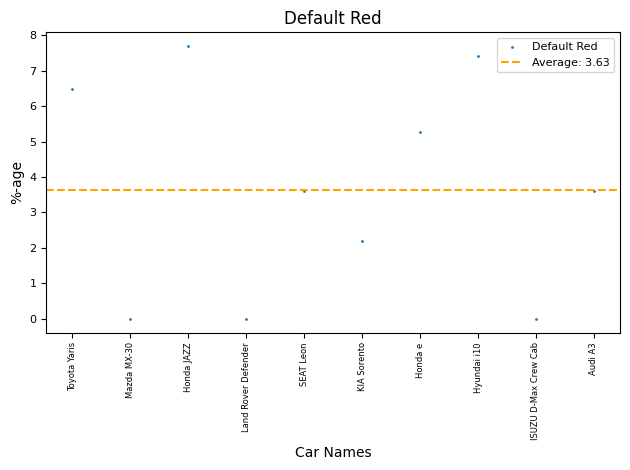 Default Red
Default Red
Average: 3.63
%-age
8
7
6
5
4
3
2
1
0
Toyota Yaris
Mazda MX-30
Honda JAZZ
Land Rover Defender
SEAT Leon
KIA Sorento
Honda e
Hyundai i10
ISUZU D-Max Crew Cab
Audi A3
Car Names